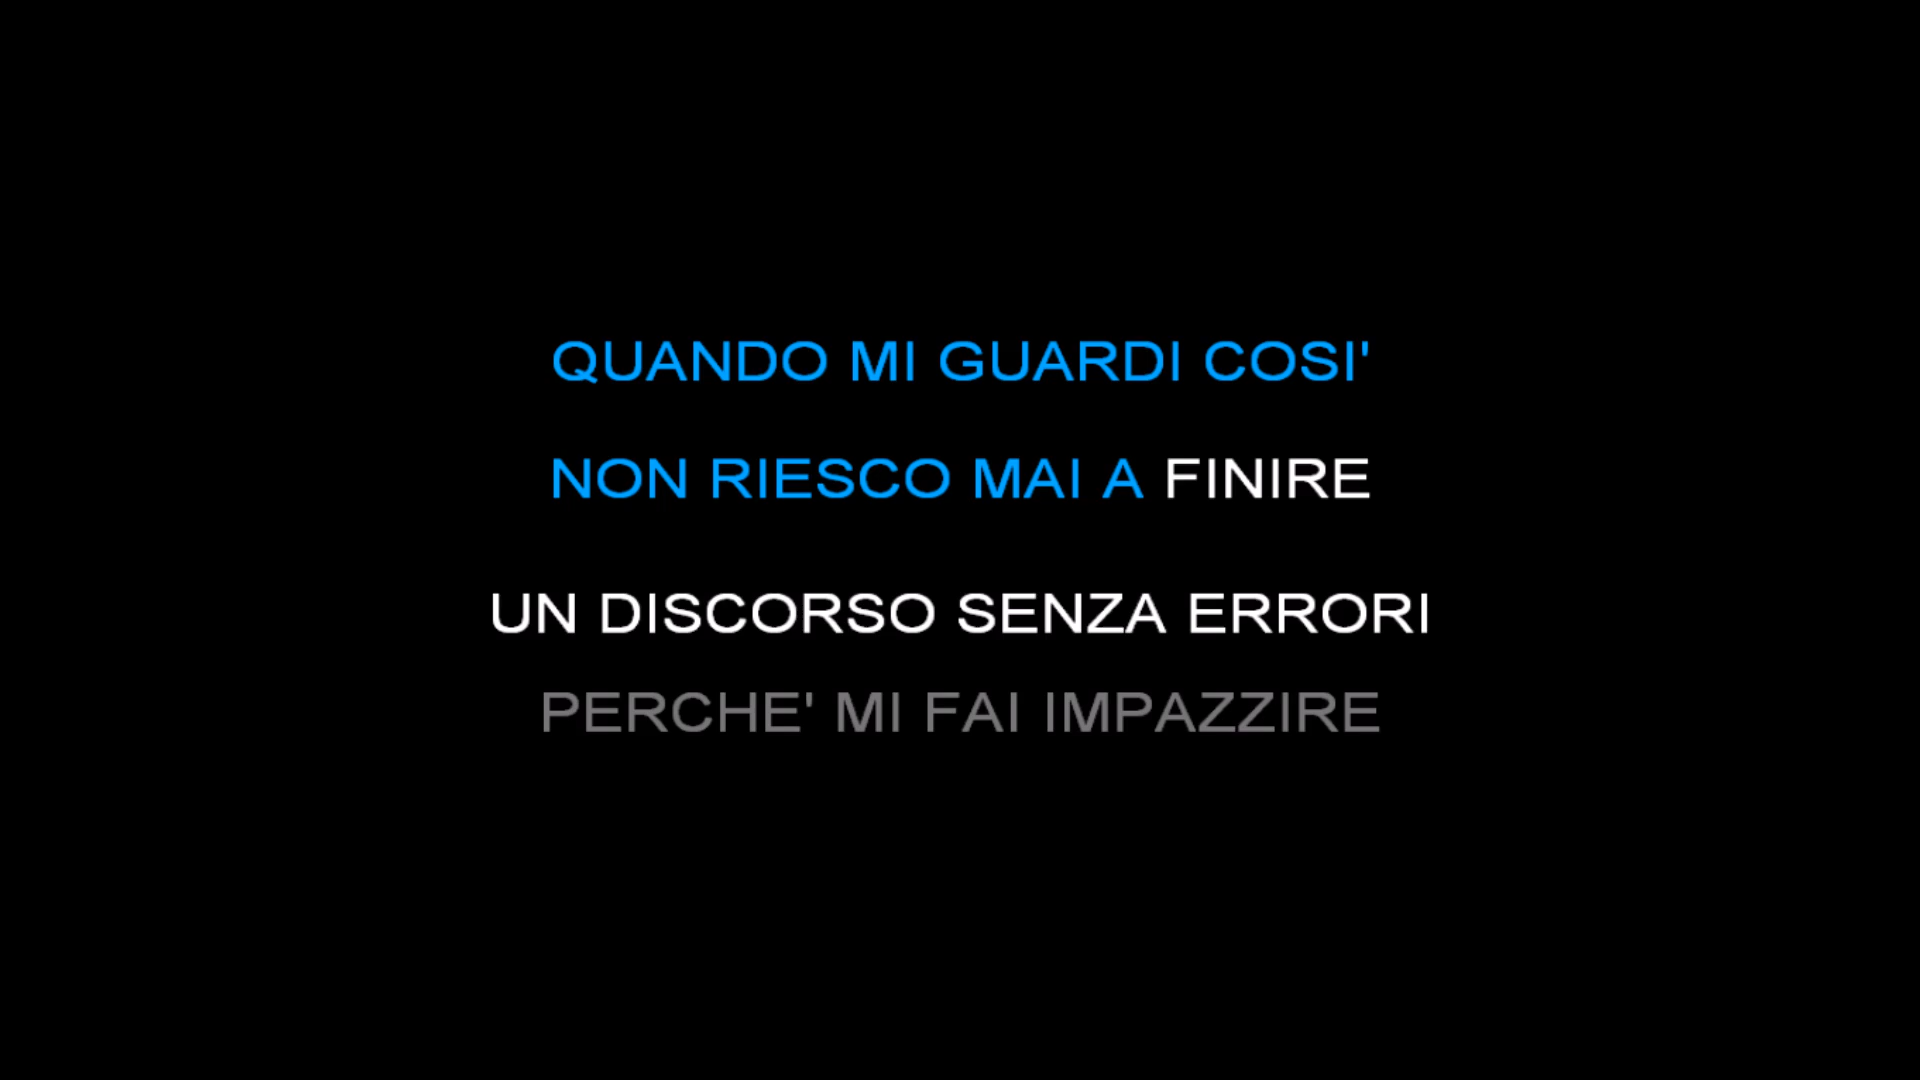 QUANDO MI GUARDI COSI'
NON RIESCO MAI A FINIRE
UN DISCORSO SENZA ERRORI
PERCHE' MI FAI IMPAZZIRE